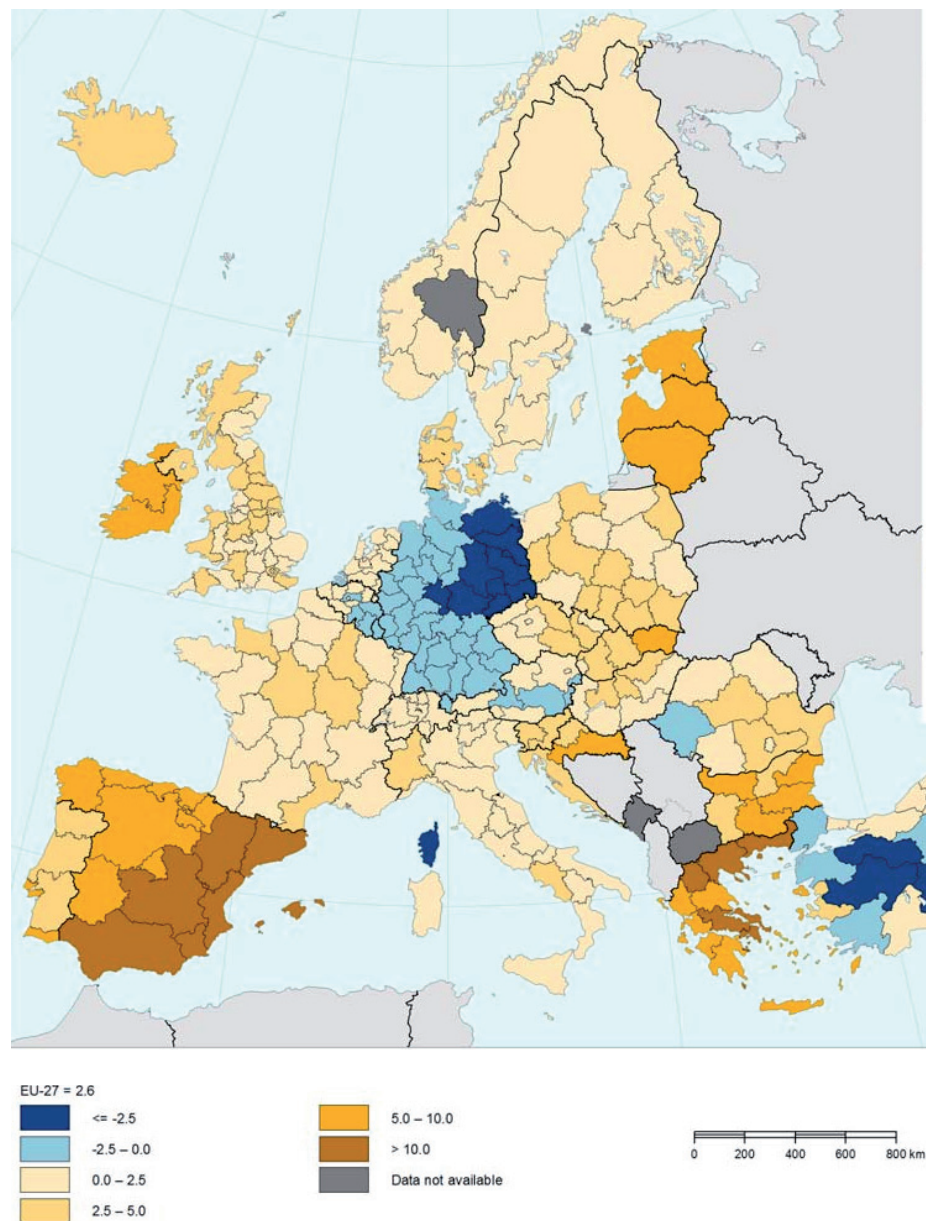 EU-27 = 2.6
<= -2.5
-2.5 – 0.0
0.0 – 2.5
2.5 – 5.0
5.0 – 10.0
> 10.0
Data not available
0 200 400 600 800 km